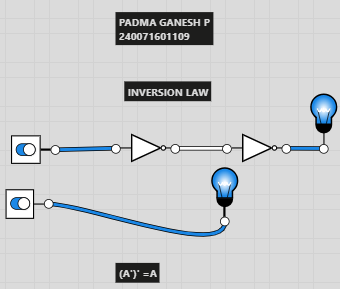 PADMA GANESH P
240071601109
INVERSION LAW
(A')' =A